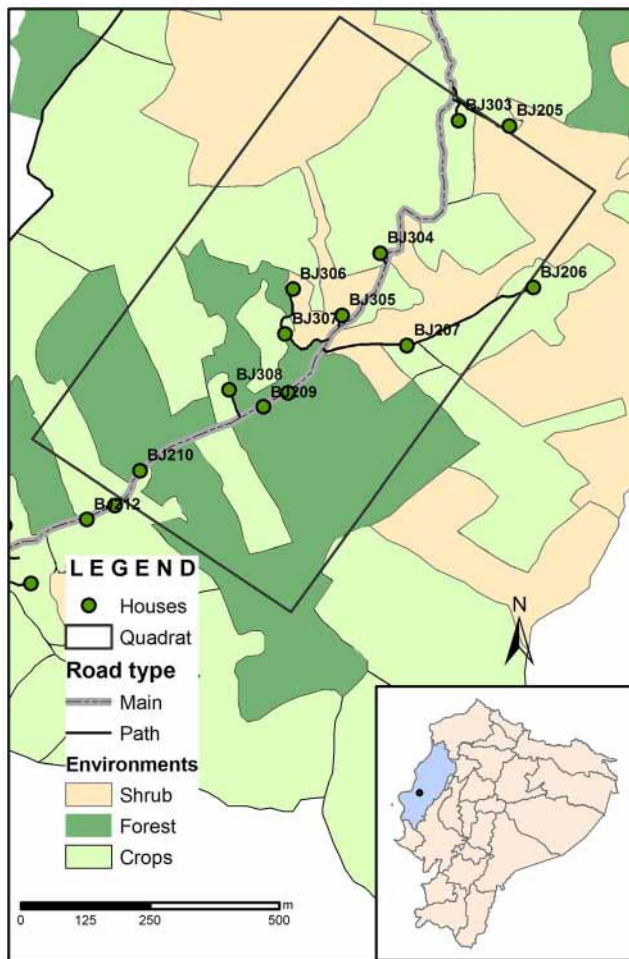 BJ303
BJ205
BJ304
BJ306
BJ206
BJ305
BJ307
BJ207
BJ308
BJ209
BJ210
BJ212
N
L E G E N D
Houses
Quadrat
Road type
Main
Path
Environments
Shrub
Forest
Crops
m
0 125 250 500